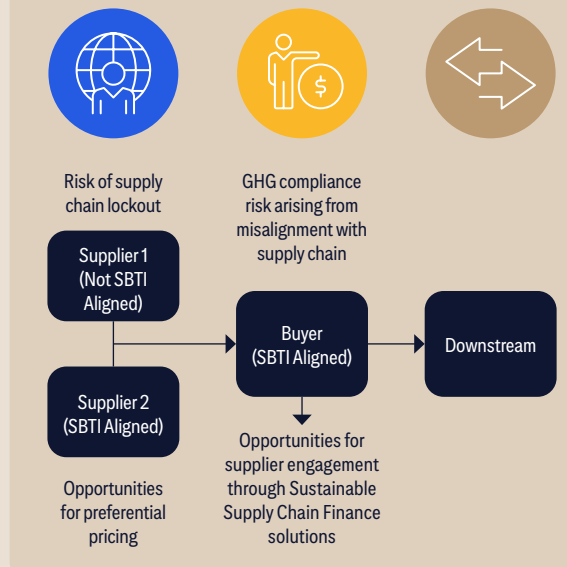 $
Risk of supply
chain lockout
Supplier 1
(Not SBTI
Aligned)
Supplier 2
(SBTI Aligned)
Opportunities
for preferential
pricing
GHG compliance
risk arising from
misalignment with
supply chain
Buyer
(SBTI Aligned)
Opportunities for
supplier engagement
through Sustainable
Supply Chain Finance
solutions
Downstream